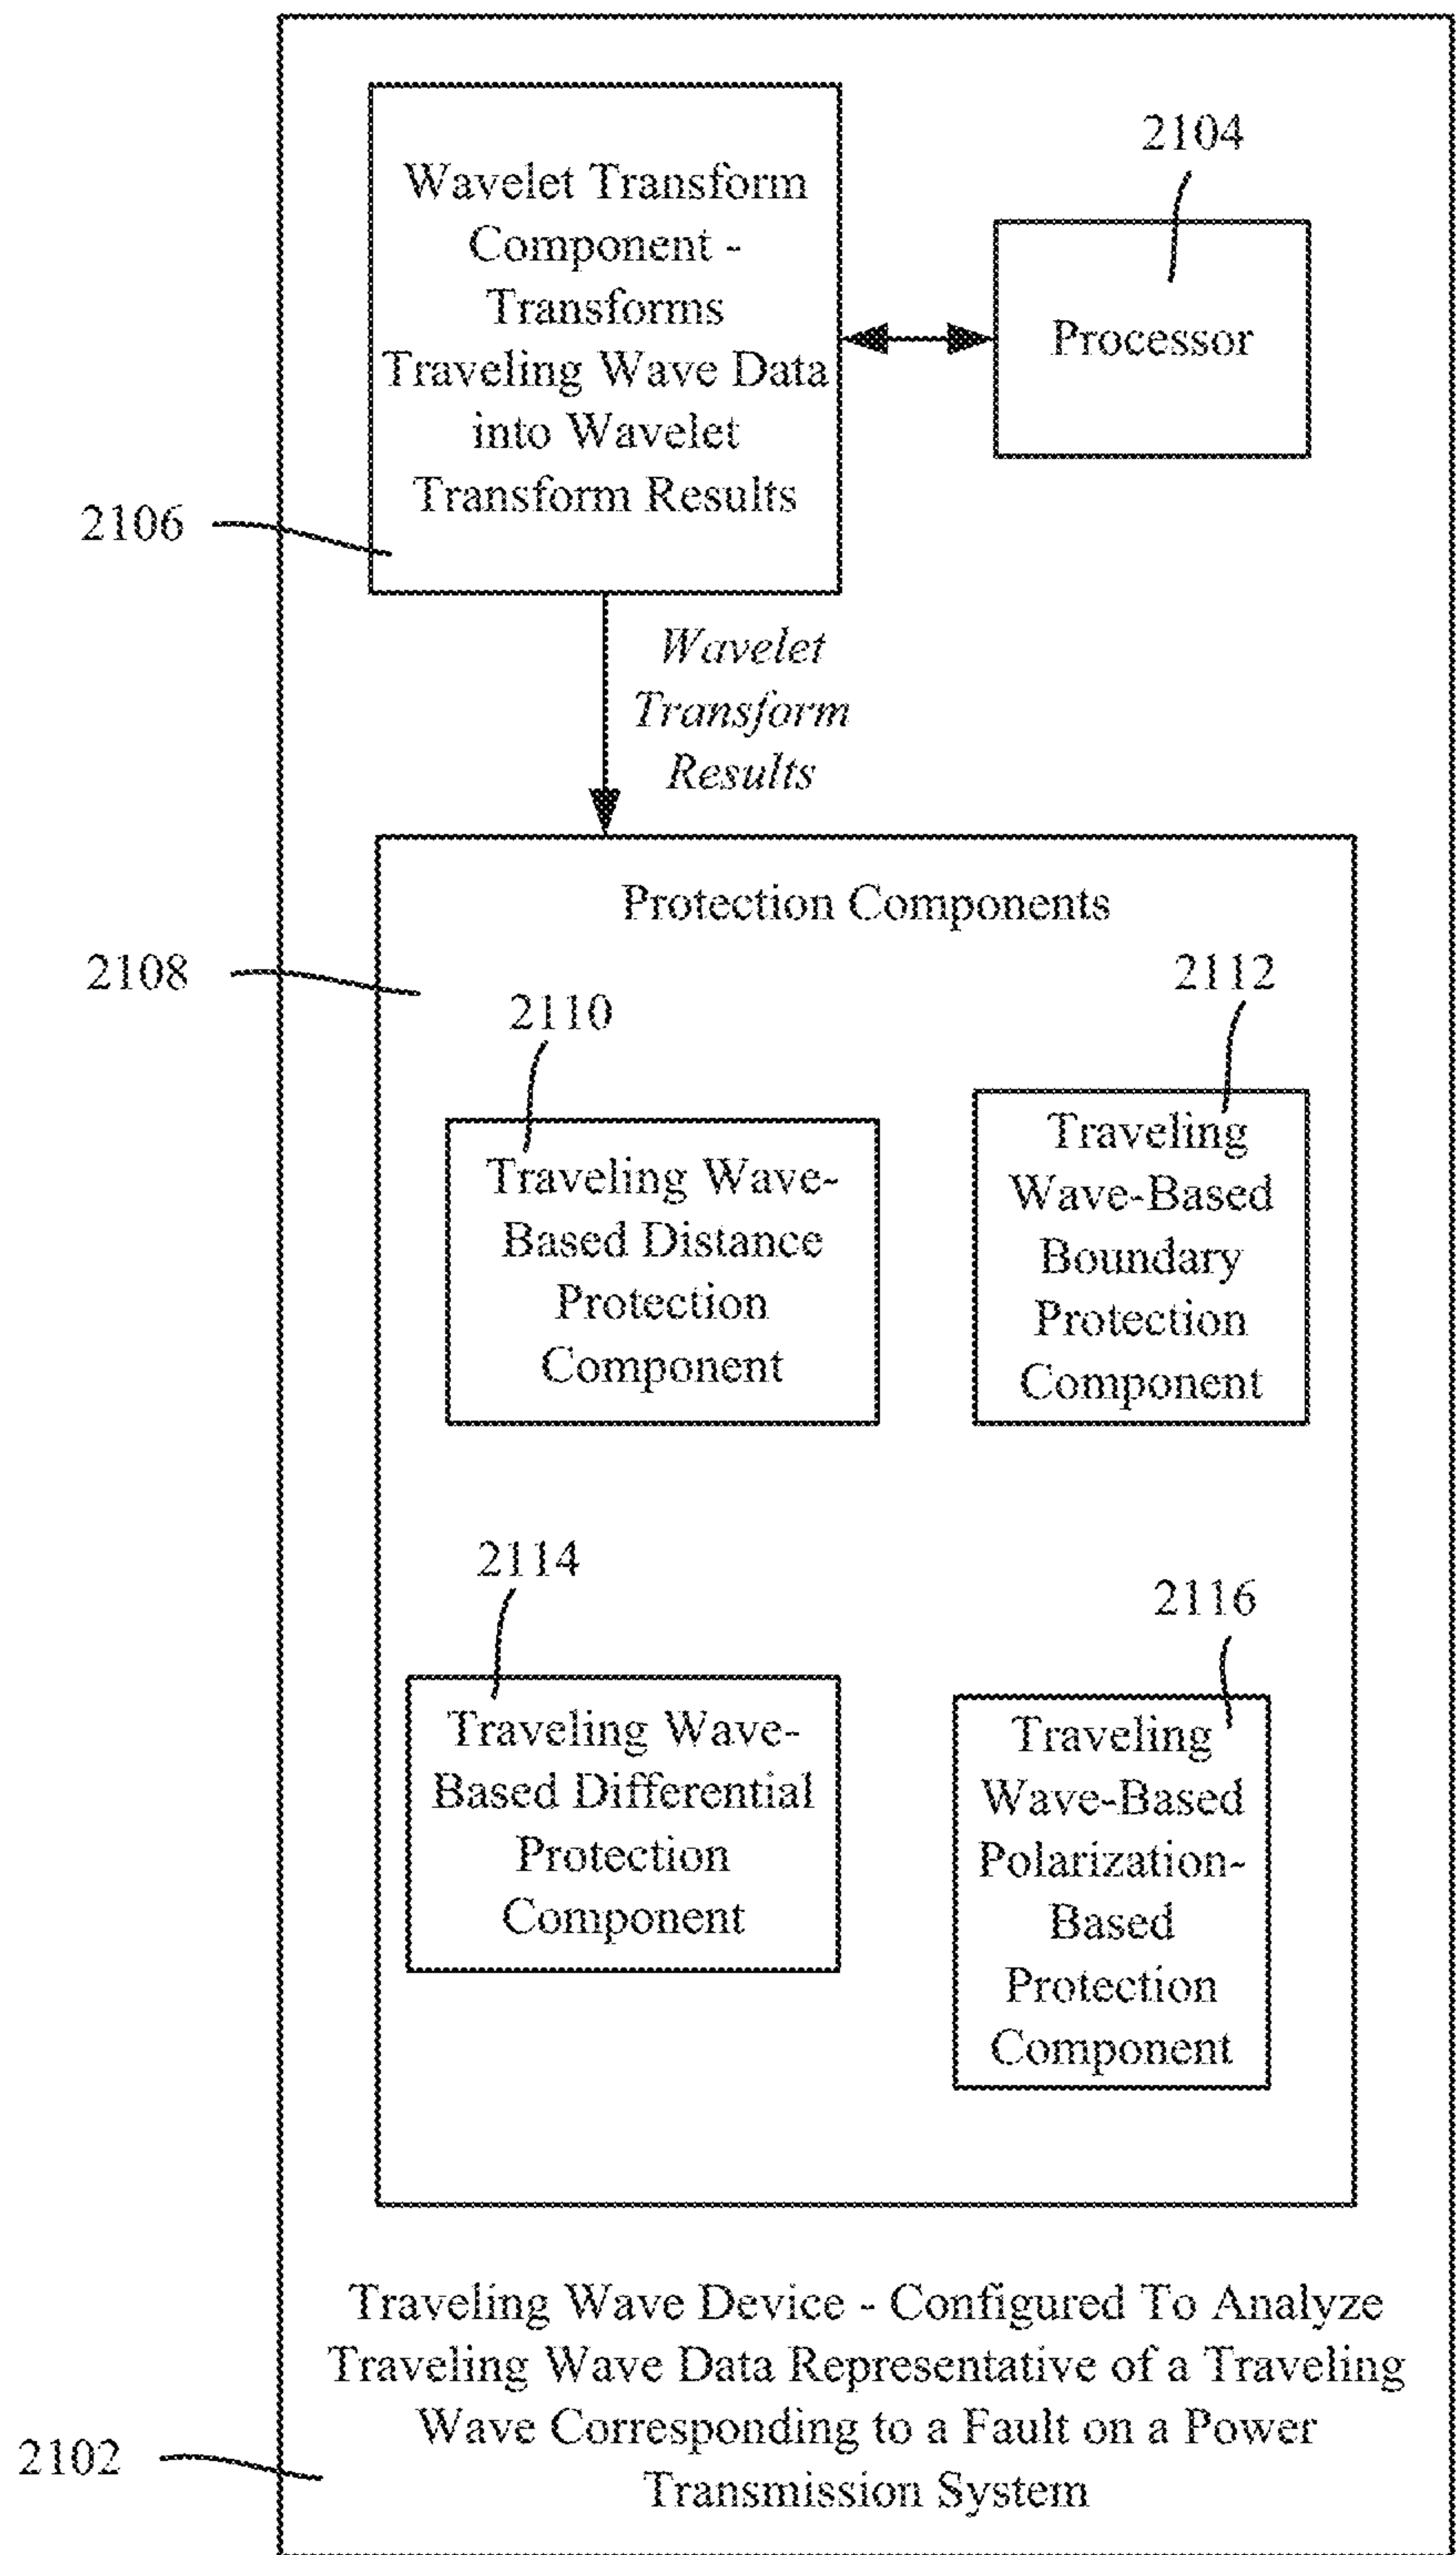 2104
Wavelet Transform
Component -
Transforms
Traveling Wave Data
into Wavelet
Transform Results
Processor
2106
Wavelet
Transform
Results
Protection Components
2108
2110
2112
Traveling Wave-
Based Distance
Protection
Component
Traveling
Wave-Based
Boundary
Protection
Component
2114
2116
Traveling Wave-
Based Differential
Protection
Component
Traveling
Wave-Based
Polarization-
Based
Protection
Component
Traveling Wave Device - Configured To Analyze
Traveling Wave Data Representative of a Traveling
Wave Corresponding to a Fault on a Power
Transmission System
2102